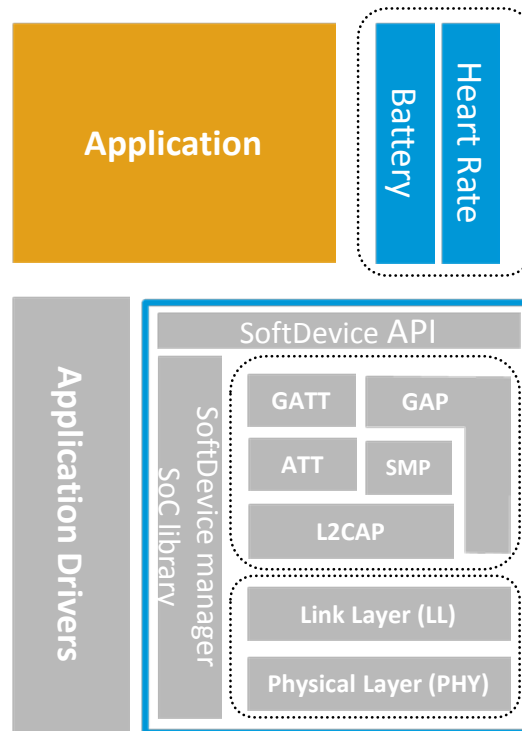 Application
Battery
Heart Rate
Application Drivers
SoftDevice API
SoftDevice manager
SoC library
GATT
GAP
ATT
SMP
L2CAP
Link Layer (LL)
Physical Layer (PHY)